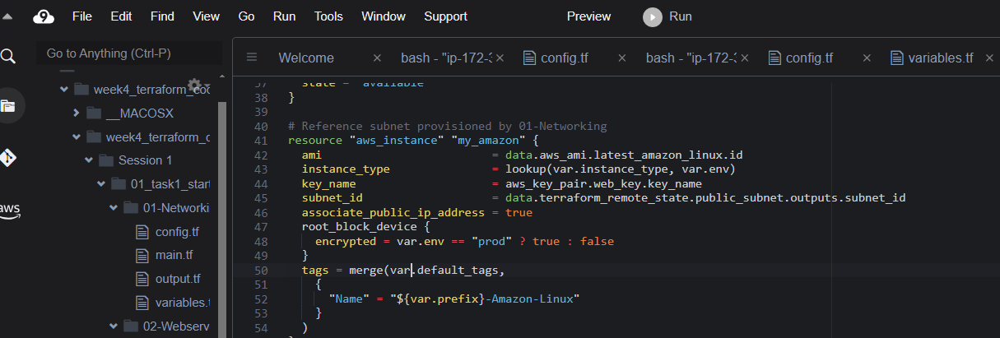 9 File Edit Find View Go Run Tools Window Support Preview Run
Go to Anything (Ctrl-P)
Welcome bash - "ip-172-3 config.tf bash - "ip-172-3 config.tf variables.tf
week4_terraform_coc
__MACOSX
week4_terraform_c
Session 1
01_task1_start
01-Networki
config.tf
main.tf
output.tf
variables.t
02-Webserv
aws
37 state = "available"
38 }
39
40 # Reference subnet provisioned by 01-Networking
41 resource "aws_instance" "my_amazon" {
42 ami = data.aws_ami.latest_amazon_linux.id
43 instance_type = lookup(var.instance_type, var.env)
44 key_name = aws_key_pair.web_key.key_name
45 subnet_id = data.terraform_remote_state.public_subnet.outputs.subnet_id
46 associate_public_ip_address = true
47 root_block_device {
48 encrypted = var.env == "prod" ? true : false
49 }
50 tags = merge(var.default_tags,
51 {
52 "Name" = "${var.prefix}-Amazon-Linux"
53 }
54 )